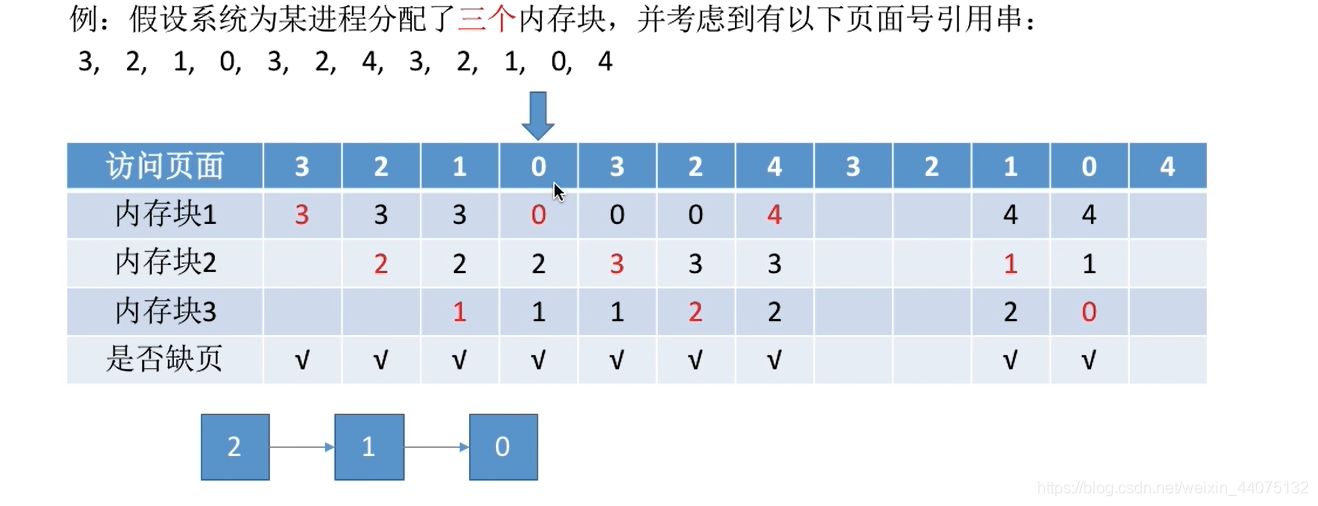 例：假设系统为某进程分配了三个内存块，并考虑到有以下页面号引用串：
3, 2, 1, 0, 3, 2, 4, 3, 2, 1, 0, 4
访问页面 3 2 1 0 3 2 4 3 2 1 0 4
内存块1 3 3 3 0 0 0 4 4 4
内存块2 2 2 2 3 3 3 1 1
内存块3 1 1 1 2 2 2 0
是否缺页 √ √ √ √ √ √ √ √ √
2 1 0
https://blog.csdn.net/weixin_44075132